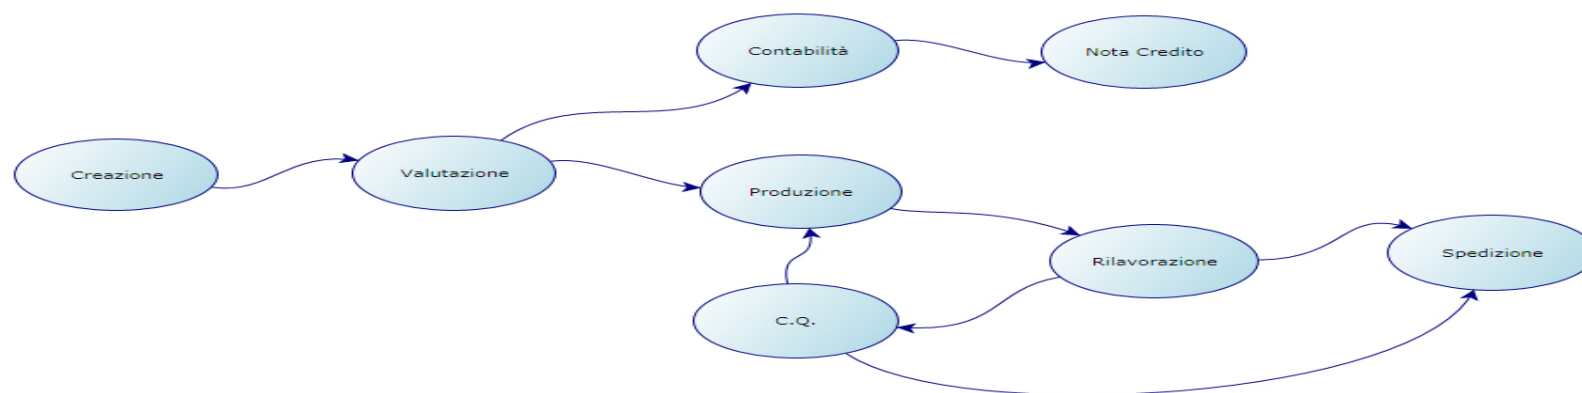 Contabilità
Nota Credito
Creazione
Valutazione
Produzione
Rilavorazione
Spedizione
C.Q.